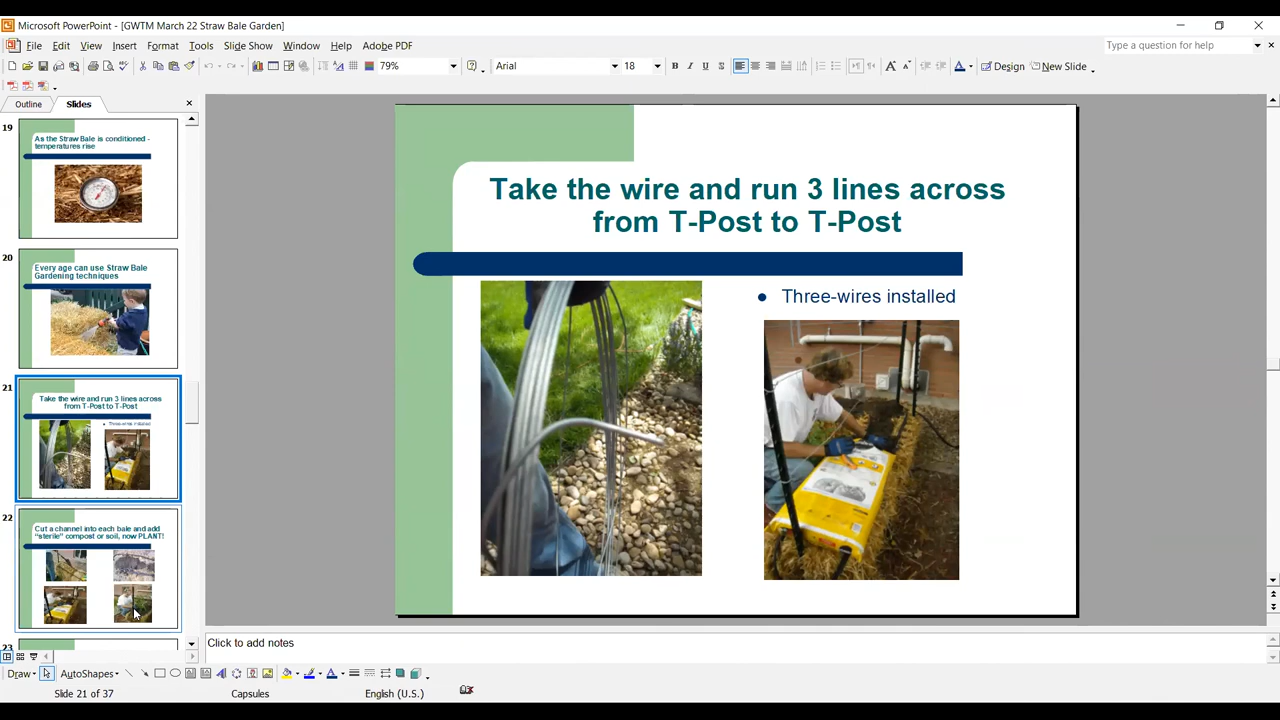 Microsoft PowerPoint - [GWTM March 22 Straw Bale Garden]
File Edit View Insert Format Tools Slide Show Window Help Adobe PDF
Type a question for help
79%
Arial
18
B I U S
Design
New Slide
Outline
Slides
19
As the Straw Bale is conditioned -
temperatures rise
20
Every age can use Straw Bale
Gardening techniques
21
Take the wire and run 3 lines across
from T-Post to T-Post
Three-wires installed
22
Cut a channel into each bale and add
“sterile” compost or soil, now PLANT!
23
Take the wire and run 3 lines across
from T-Post to T-Post
• Three-wires installed
Click to add notes
Draw
AutoShapes
Slide 21 of 37
Capsules
English (U.S.)